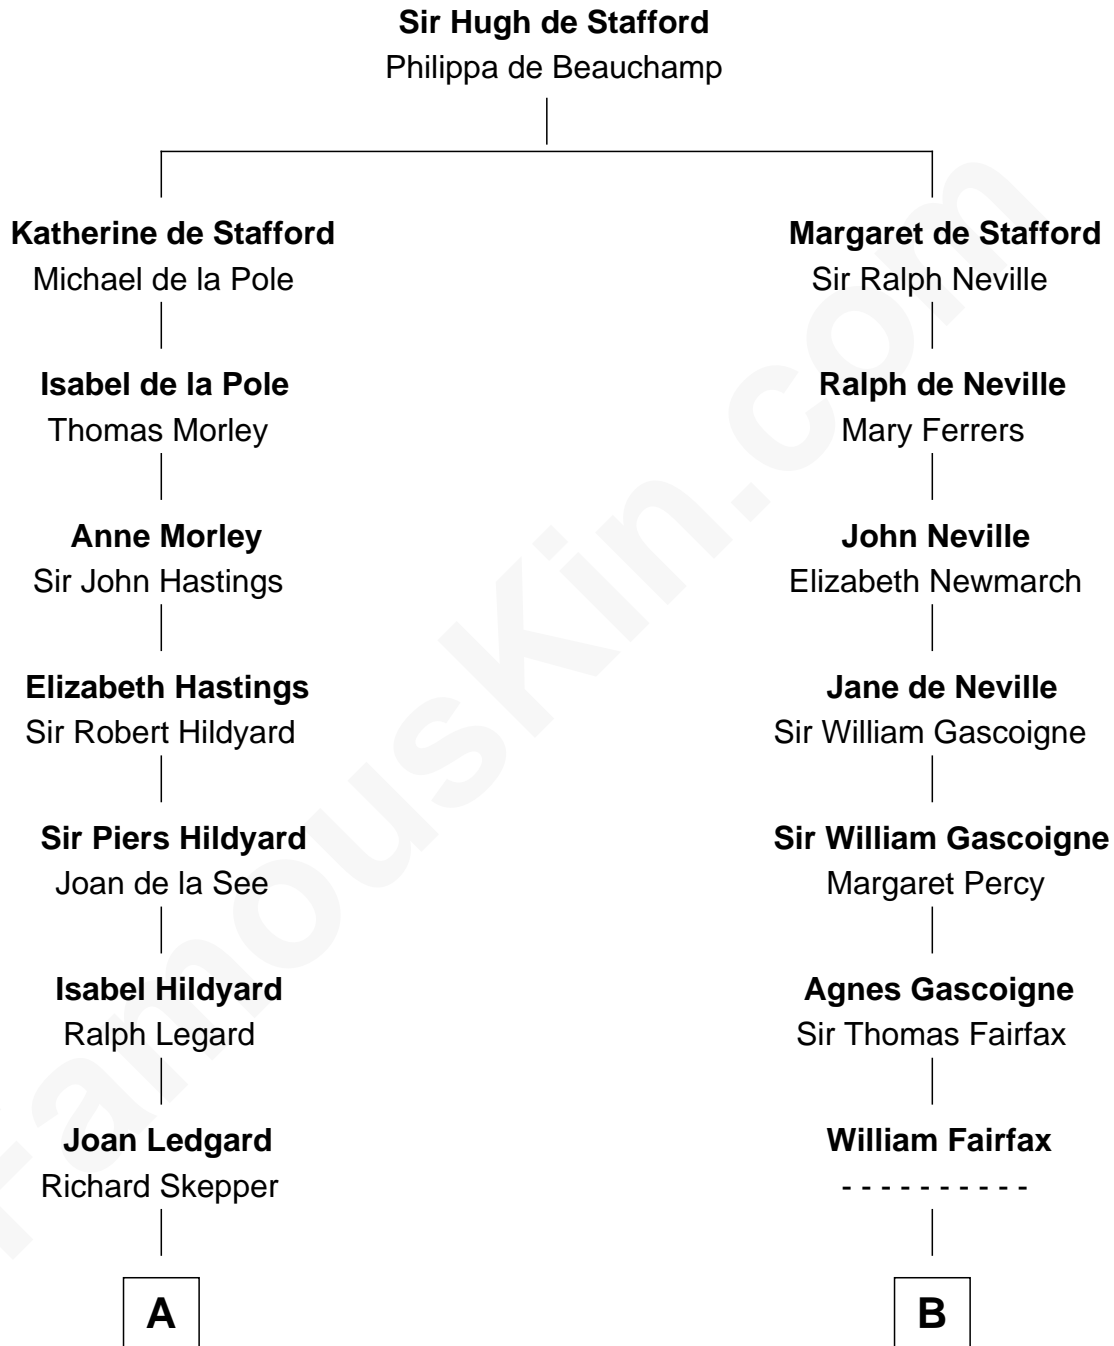 Sir Hugh de Stafford
Philippa de Beauchamp
Katherine de Stafford
Michael de la Pole
Margaret de Stafford
Sir Ralph Neville
Isabel de la Pole
Thomas Morley
Ralph de Neville
Mary Ferrers
Anne Morley
Sir John Hastings
John Neville
Elizabeth Newmarch
Elizabeth Hastings
Sir Robert Hildyard
Jane de Neville
Sir William Gascoigne
Sir Piers Hildyard
Joan de la See
Sir William Gascoigne
Margaret Percy
Isabel Hildyard
Ralph Legard
Agnes Gascoigne
Sir Thomas Fairfax
Joan Ledgard
Richard Skepper
William Fairfax
- - - - - - - - - -
A
B
FamousKin.com